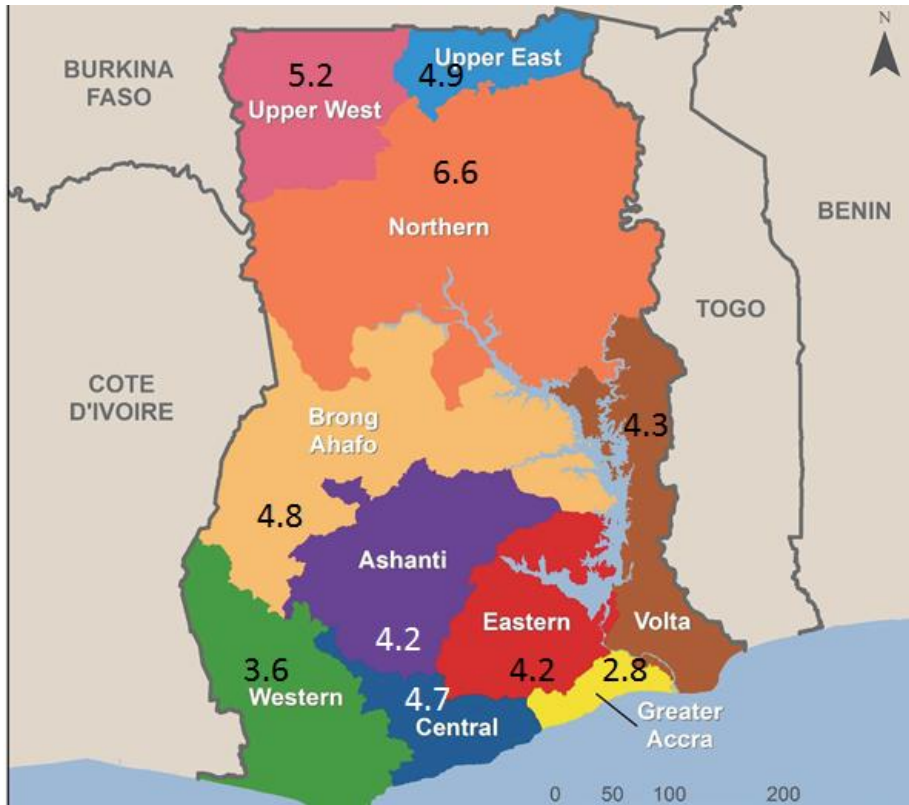 N
BURKINA
FASO
5.2
Upper West
4.9
Upper East
6.6
Northern
BENIN
TOGO
COTE
D'IVOIRE
Brong
Ahafo
4.3
4.8
Ashanti
4.2
Eastern
4.2
Volta
3.6
Western
4.7
Central
2.8
Greater
Accra
0 50 100 200